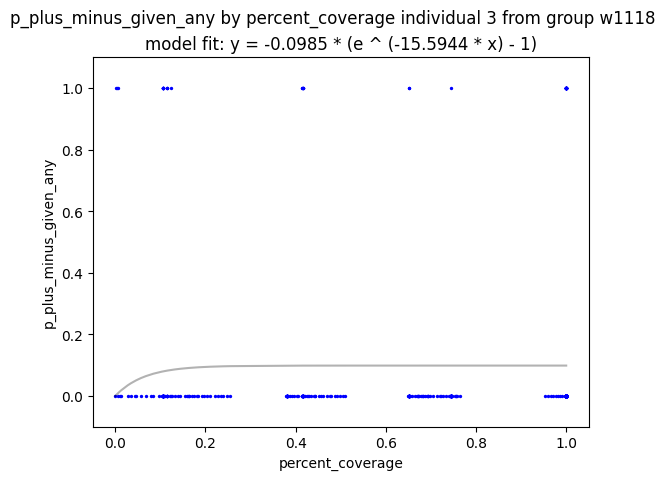 p_plus_minus_given_any by percent_coverage individual 3 from group w1118
model fit: y = -0.0985 * (e ^ (-15.5944 * x) - 1)
1.0
0.8
0.6
0.4
0.2
0.0
p_plus_minus_given_any
0.0 0.2 0.4 0.6 0.8 1.0
percent_coverage